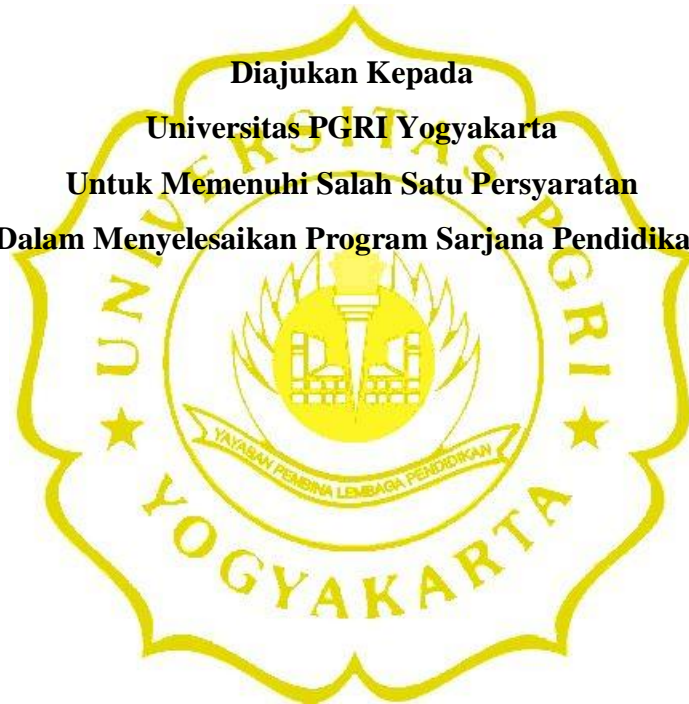 Diajukan Kepada
Universitas PGRI Yogyakarta
Untuk Memenuhi Salah Satu Persyaratan
Dalam Menyelesaikan Program Sarjana Pendidika
UNIVERSITAS PGRI
YAYASAN PEMBINA LEMBAGA PENDIDIKAN
YOGYAKARTA